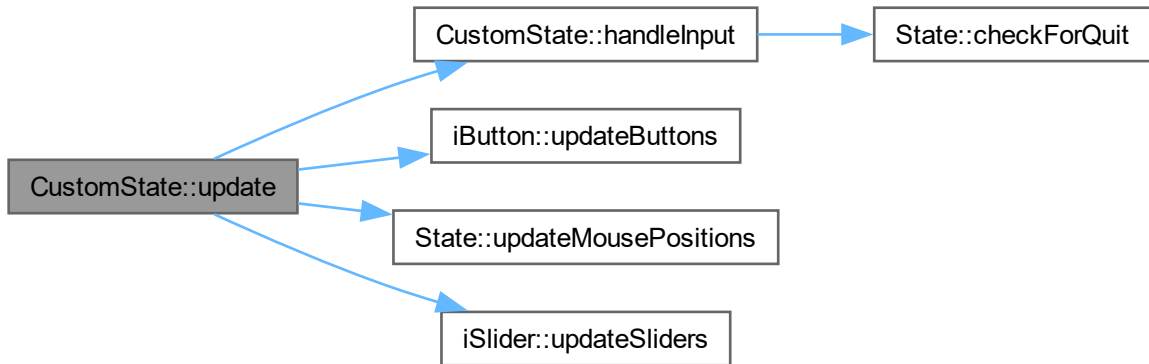 CustomState::handleInput
State::checkForQuit
iButton::updateButtons
CustomState::update
State::updateMousePositions
iSlider::updateSliders